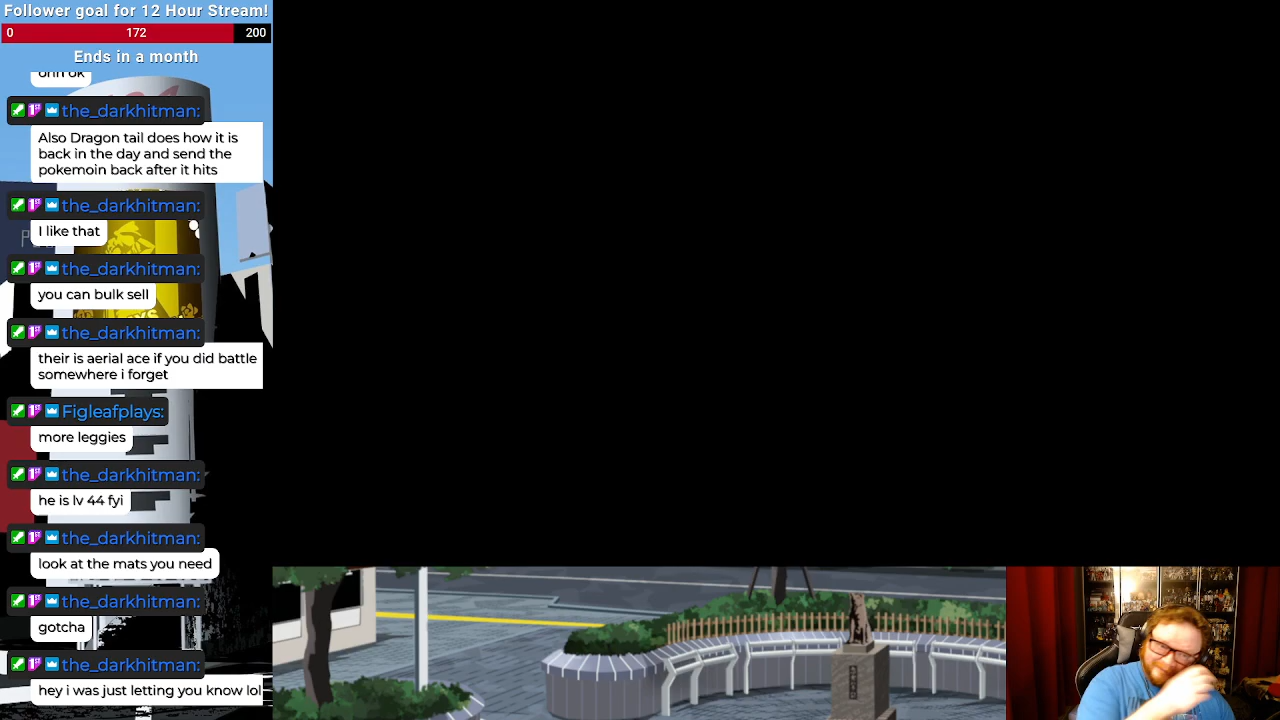 Follower goal for 12 Hour Stream!
0 172 200
Ends in a month
ohh ok
the_darkhitman:
Also Dragon tail does how it is
back in the day and send the
pokemoin back after it hits
the_darkhitman:
I like that
the_darkhitman:
you can bulk sell
the_darkhitman:
their is aerial ace if you did battle
somewhere i forget
Figleafplays:
more leggies
the_darkhitman:
he is lv 44 fyi
the_darkhitman:
look at the mats you need
the_darkhitman:
gotcha
the_darkhitman:
hey i was just letting you know lol